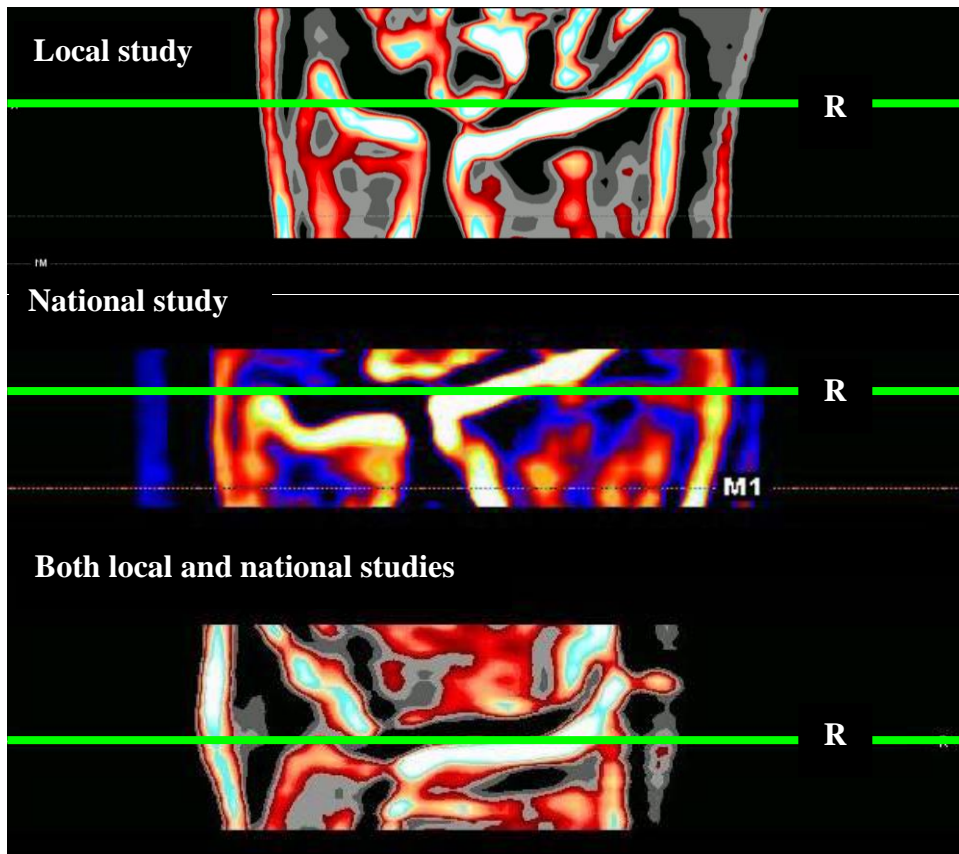 Local study
R
M
National study
R
M1
Both local and national studies
R